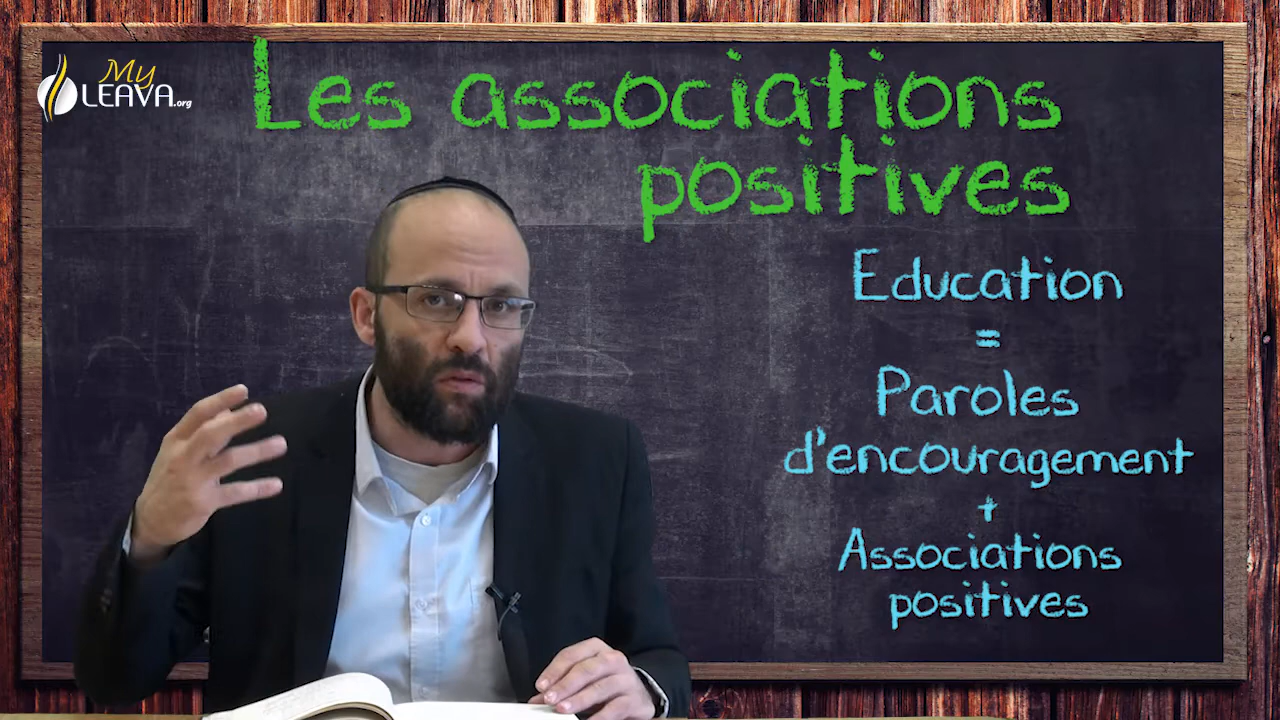 My
LEAVA.org
Les associations
positives
Education
=
Paroles
d'encouragement
+
Associations
positives